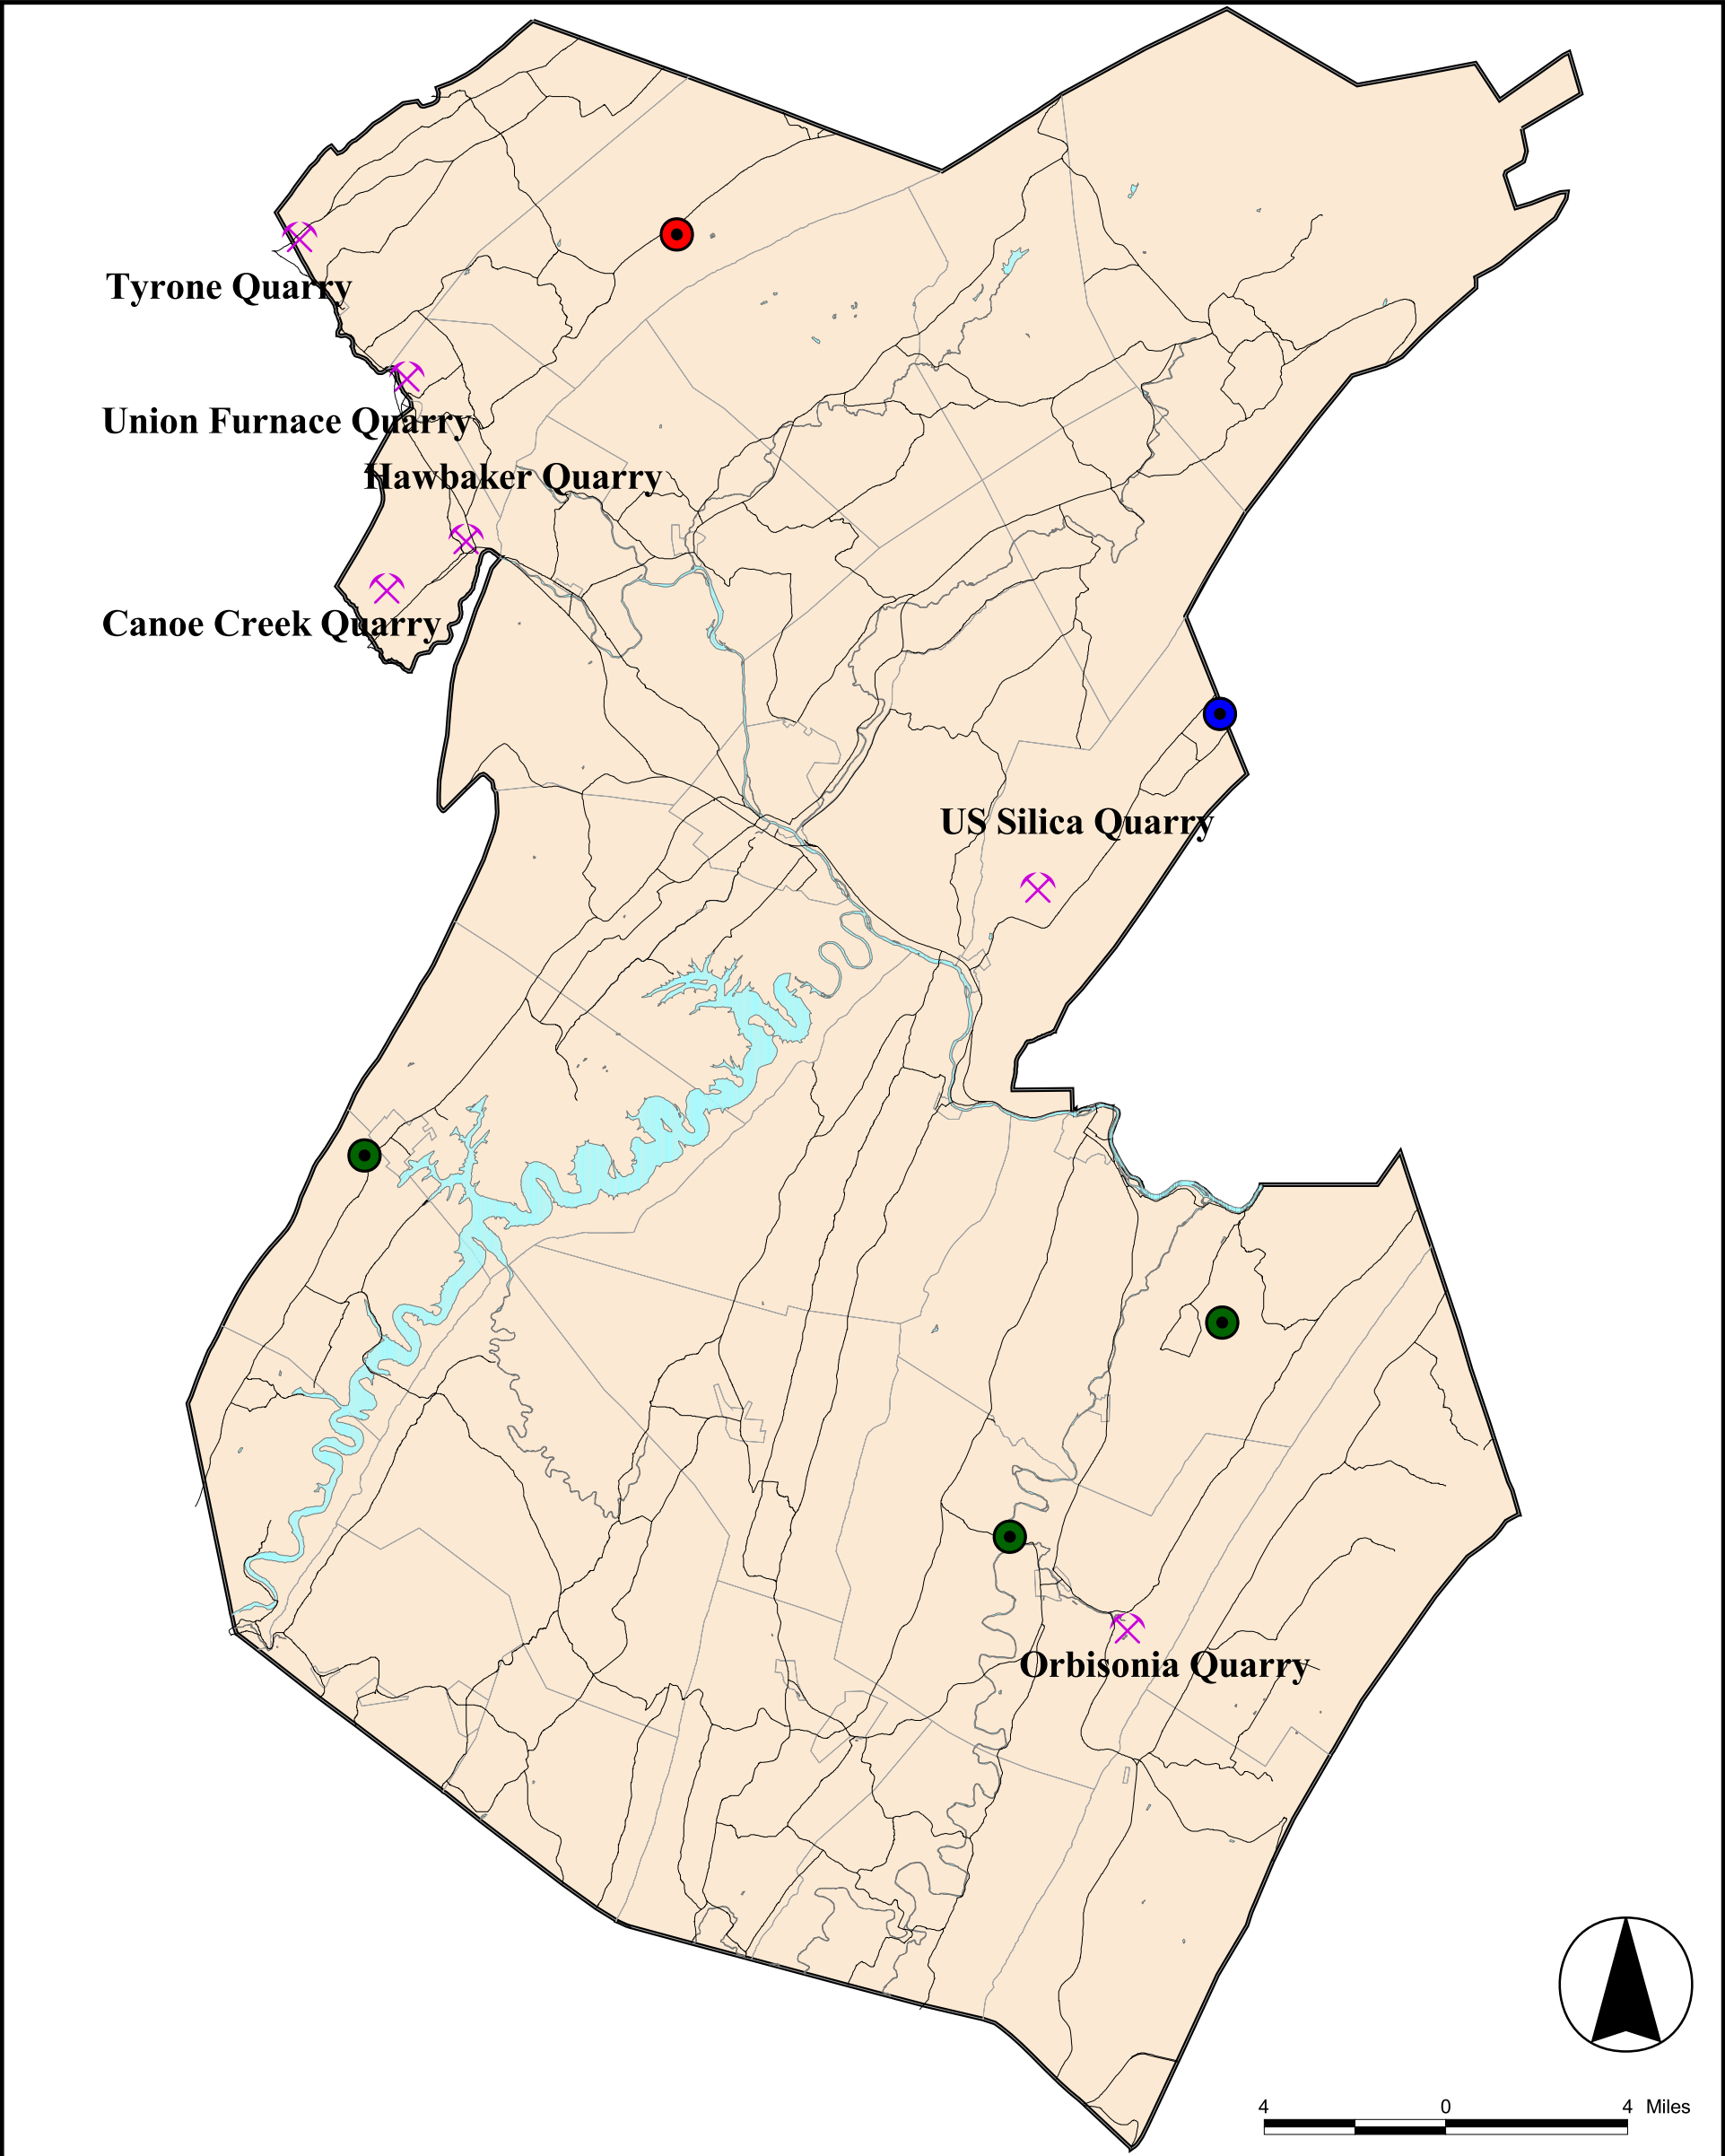 Tyrone Quarry
Union Furnace Quarry
Hawbaker Quarry
Canoe Creek Quarry
US Silica Quarry
Orbisonia Quarry
4 0 4 Miles